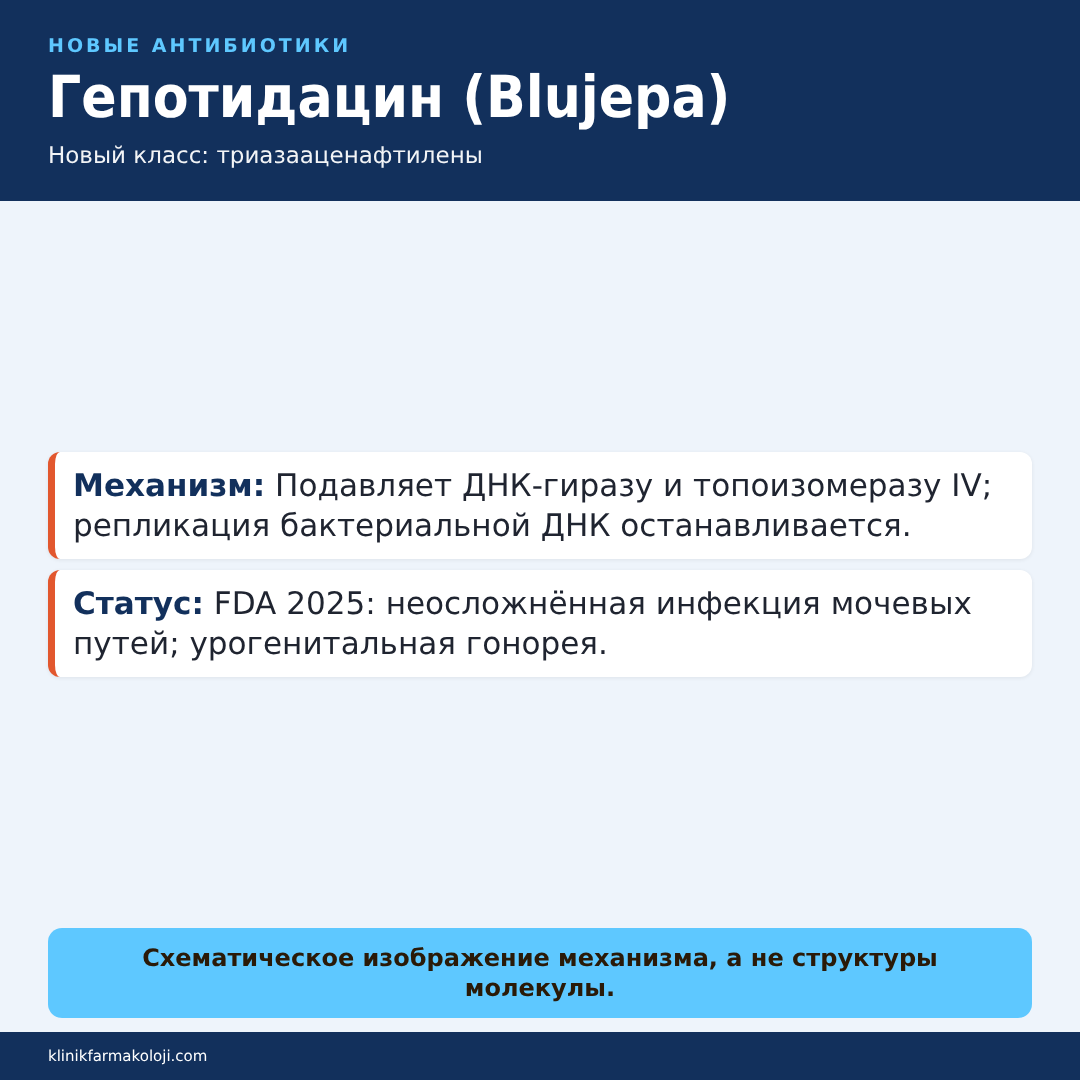 НОВЫЕ АНТИБИОТИКИ
Гепотидацин (Blujepa)
Новый класс: триазааценафтилены
Механизм: Подавляет ДНК-гиразу и топоизомеразу IV;
репликация бактериальной ДНК останавливается.
Статус: FDA 2025: неосложнённая инфекция мочевых
путей; урогенитальная гонорея.
Схематическое изображение механизма, а не структуры
молекулы.
klinikfarmakoloji.com